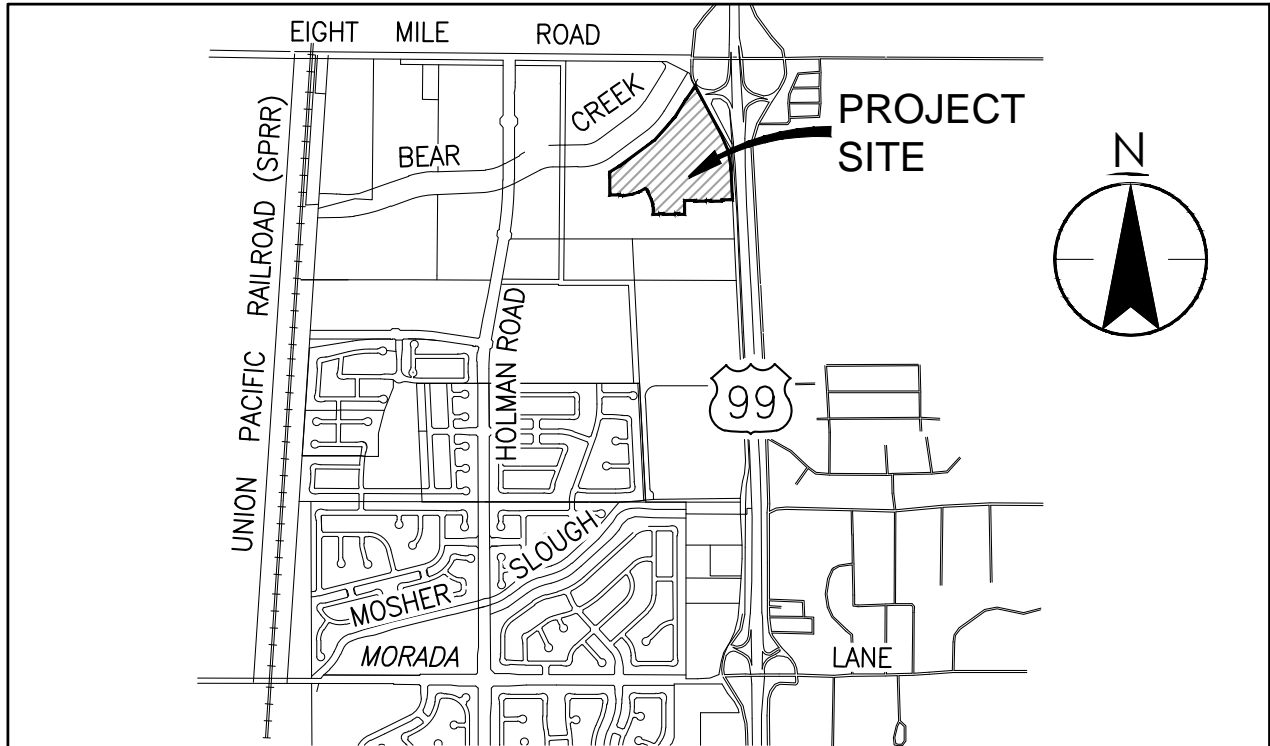 EIGHT MILE ROAD
CREEK
BEAR
PROJECT
SITE
N
UNION PACIFIC RAILROAD (SPRR)
HOLMAN ROAD
99
MOSHER SLOUGH
MORADA LANE